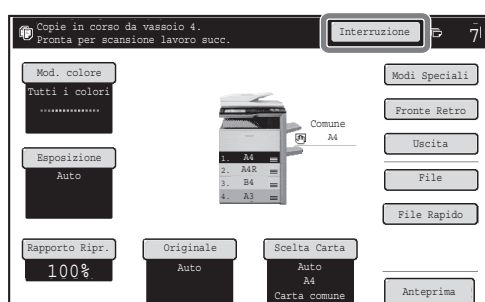 Copie in corso da vassoio 4.
Pronta per scansione lavoro succ.
Interruzione
7
Mod. colore
Tutti i colori
Modi Speciali
Fronte Retro
Comune
A4
Uscita
Esposizione
Auto
1. A4
2. A4R
3. B4
4. A3
File
File Rapido
Rapporto Ripr.
100%
Originale
Auto
Scelta Carta
Auto
A4
Carta comune
Anteprima